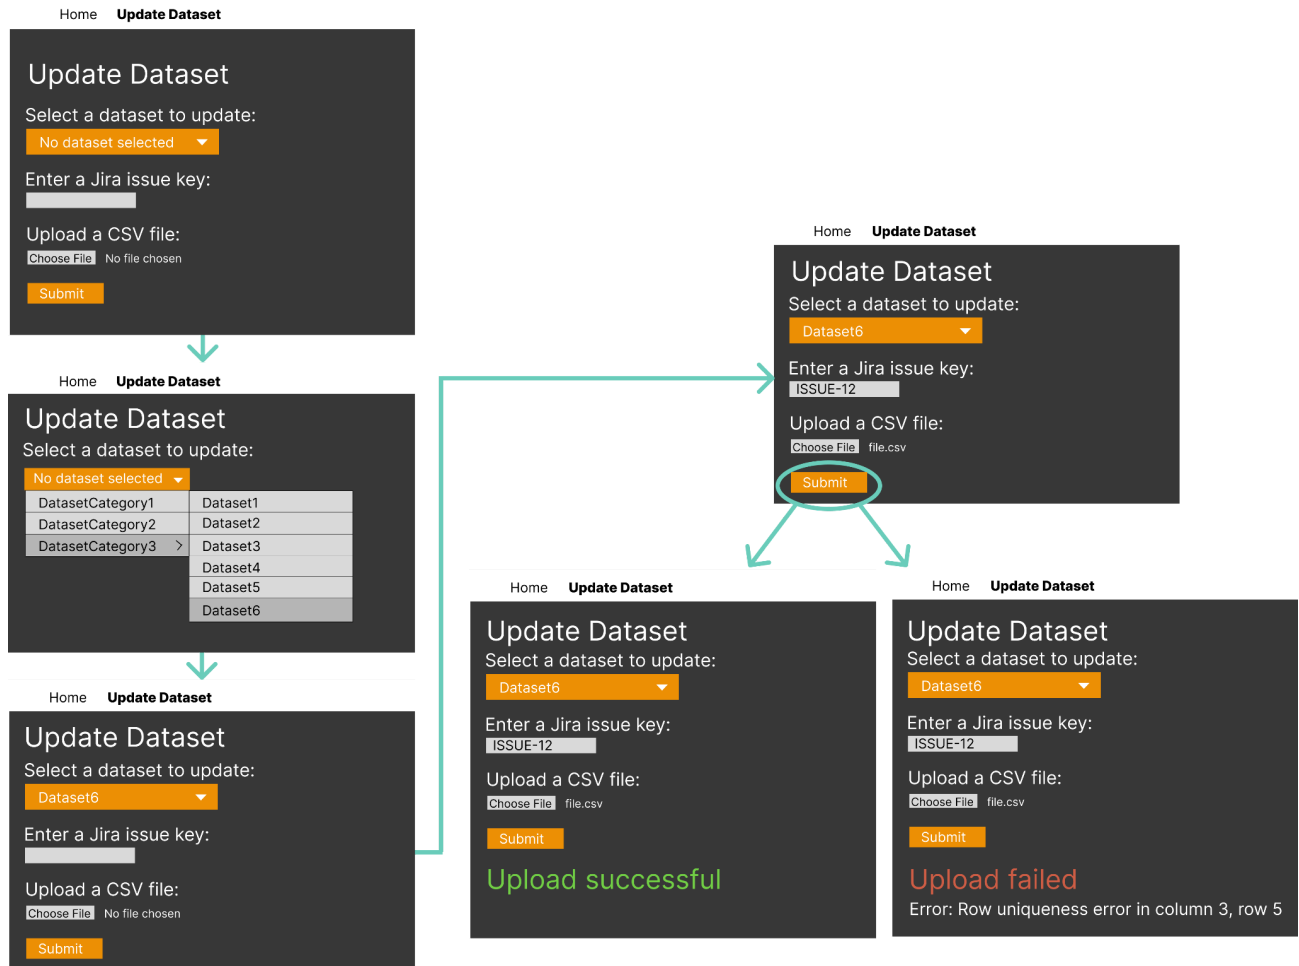 Home Update Dataset
Update Dataset
Select a dataset to update:
No dataset selected
Enter a Jira issue key:
Upload a CSV file:
Choose File No file chosen
Submit
Home Update Dataset
Update Dataset
Select a dataset to update:
No dataset selected
DatasetCategory1 Dataset1
DatasetCategory2 Dataset2
DatasetCategory3 > Dataset3
Dataset4
Dataset5
Dataset6
Home Update Dataset
Update Dataset
Select a dataset to update:
Dataset6
Enter a Jira issue key:
Upload a CSV file:
Choose File No file chosen
Submit
Home Update Dataset
Update Dataset
Select a dataset to update:
Dataset6
Enter a Jira issue key:
ISSUE-12
Upload a CSV file:
Choose File file.csv
Submit
Home Update Dataset
Update Dataset
Select a dataset to update:
Dataset6
Enter a Jira issue key:
ISSUE-12
Upload a CSV file:
Choose File file.csv
Submit
Upload successful
Home Update Dataset
Update Dataset
Select a dataset to update:
Dataset6
Enter a Jira issue key:
ISSUE-12
Upload a CSV file:
Choose File file.csv
Submit
Upload failed
Error: Row uniqueness error in column 3, row 5